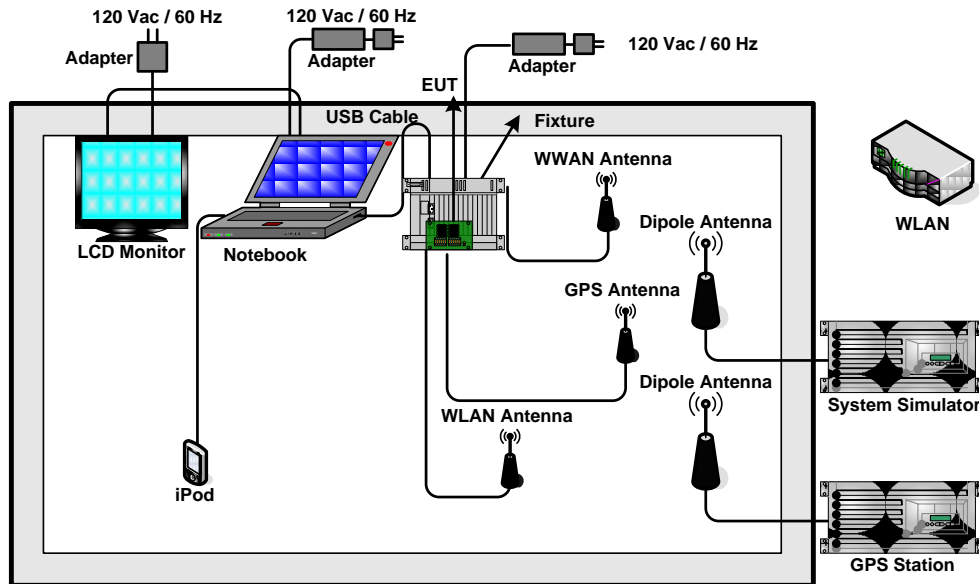 120 Vac / 60 Hz
120 Vac / 60 Hz
120 Vac / 60 Hz
Adapter
Adapter
Adapter
EUT
USB Cable
Fixture
WWAN Antenna
LCD Monitor
Notebook
Dipole Antenna
WLAN
GPS Antenna
Dipole Antenna
System Simulator
WLAN Antenna
iPod
GPS Station